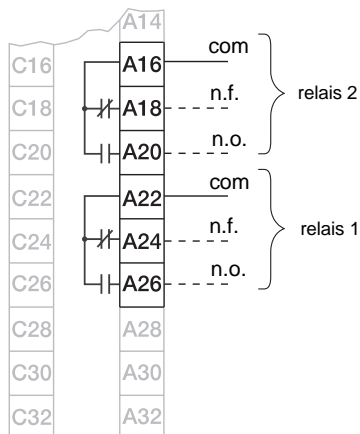 A14
C16 A16 com
C18 A18 n.f. relais 2
C20 A20 n.o.
C22 A22 com
C24 A24 n.f. relais 1
C26 A26 n.o.
C28 A28
C30 A30
C32 A32